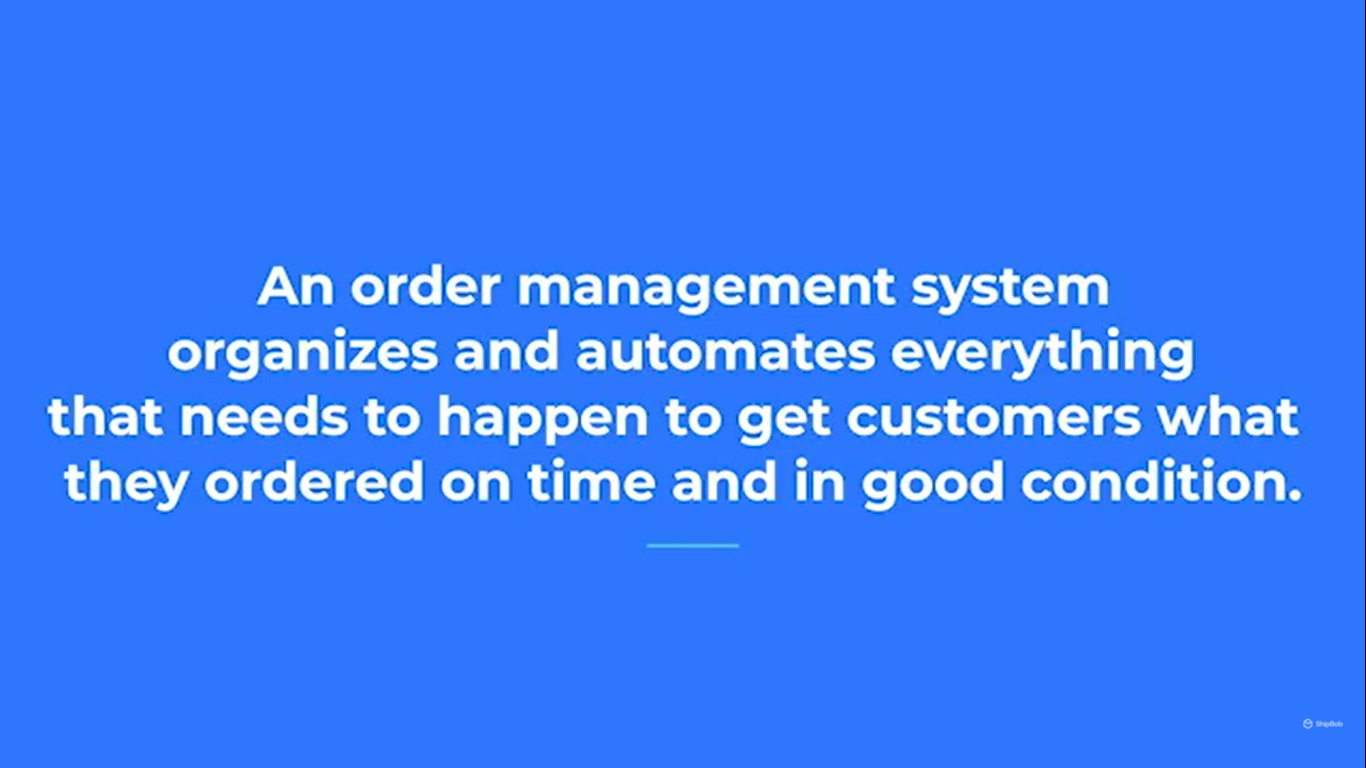 An order management system
organizes and automates everything
that needs to happen to get customers what
they ordered on time and in good condition.
ShipBob